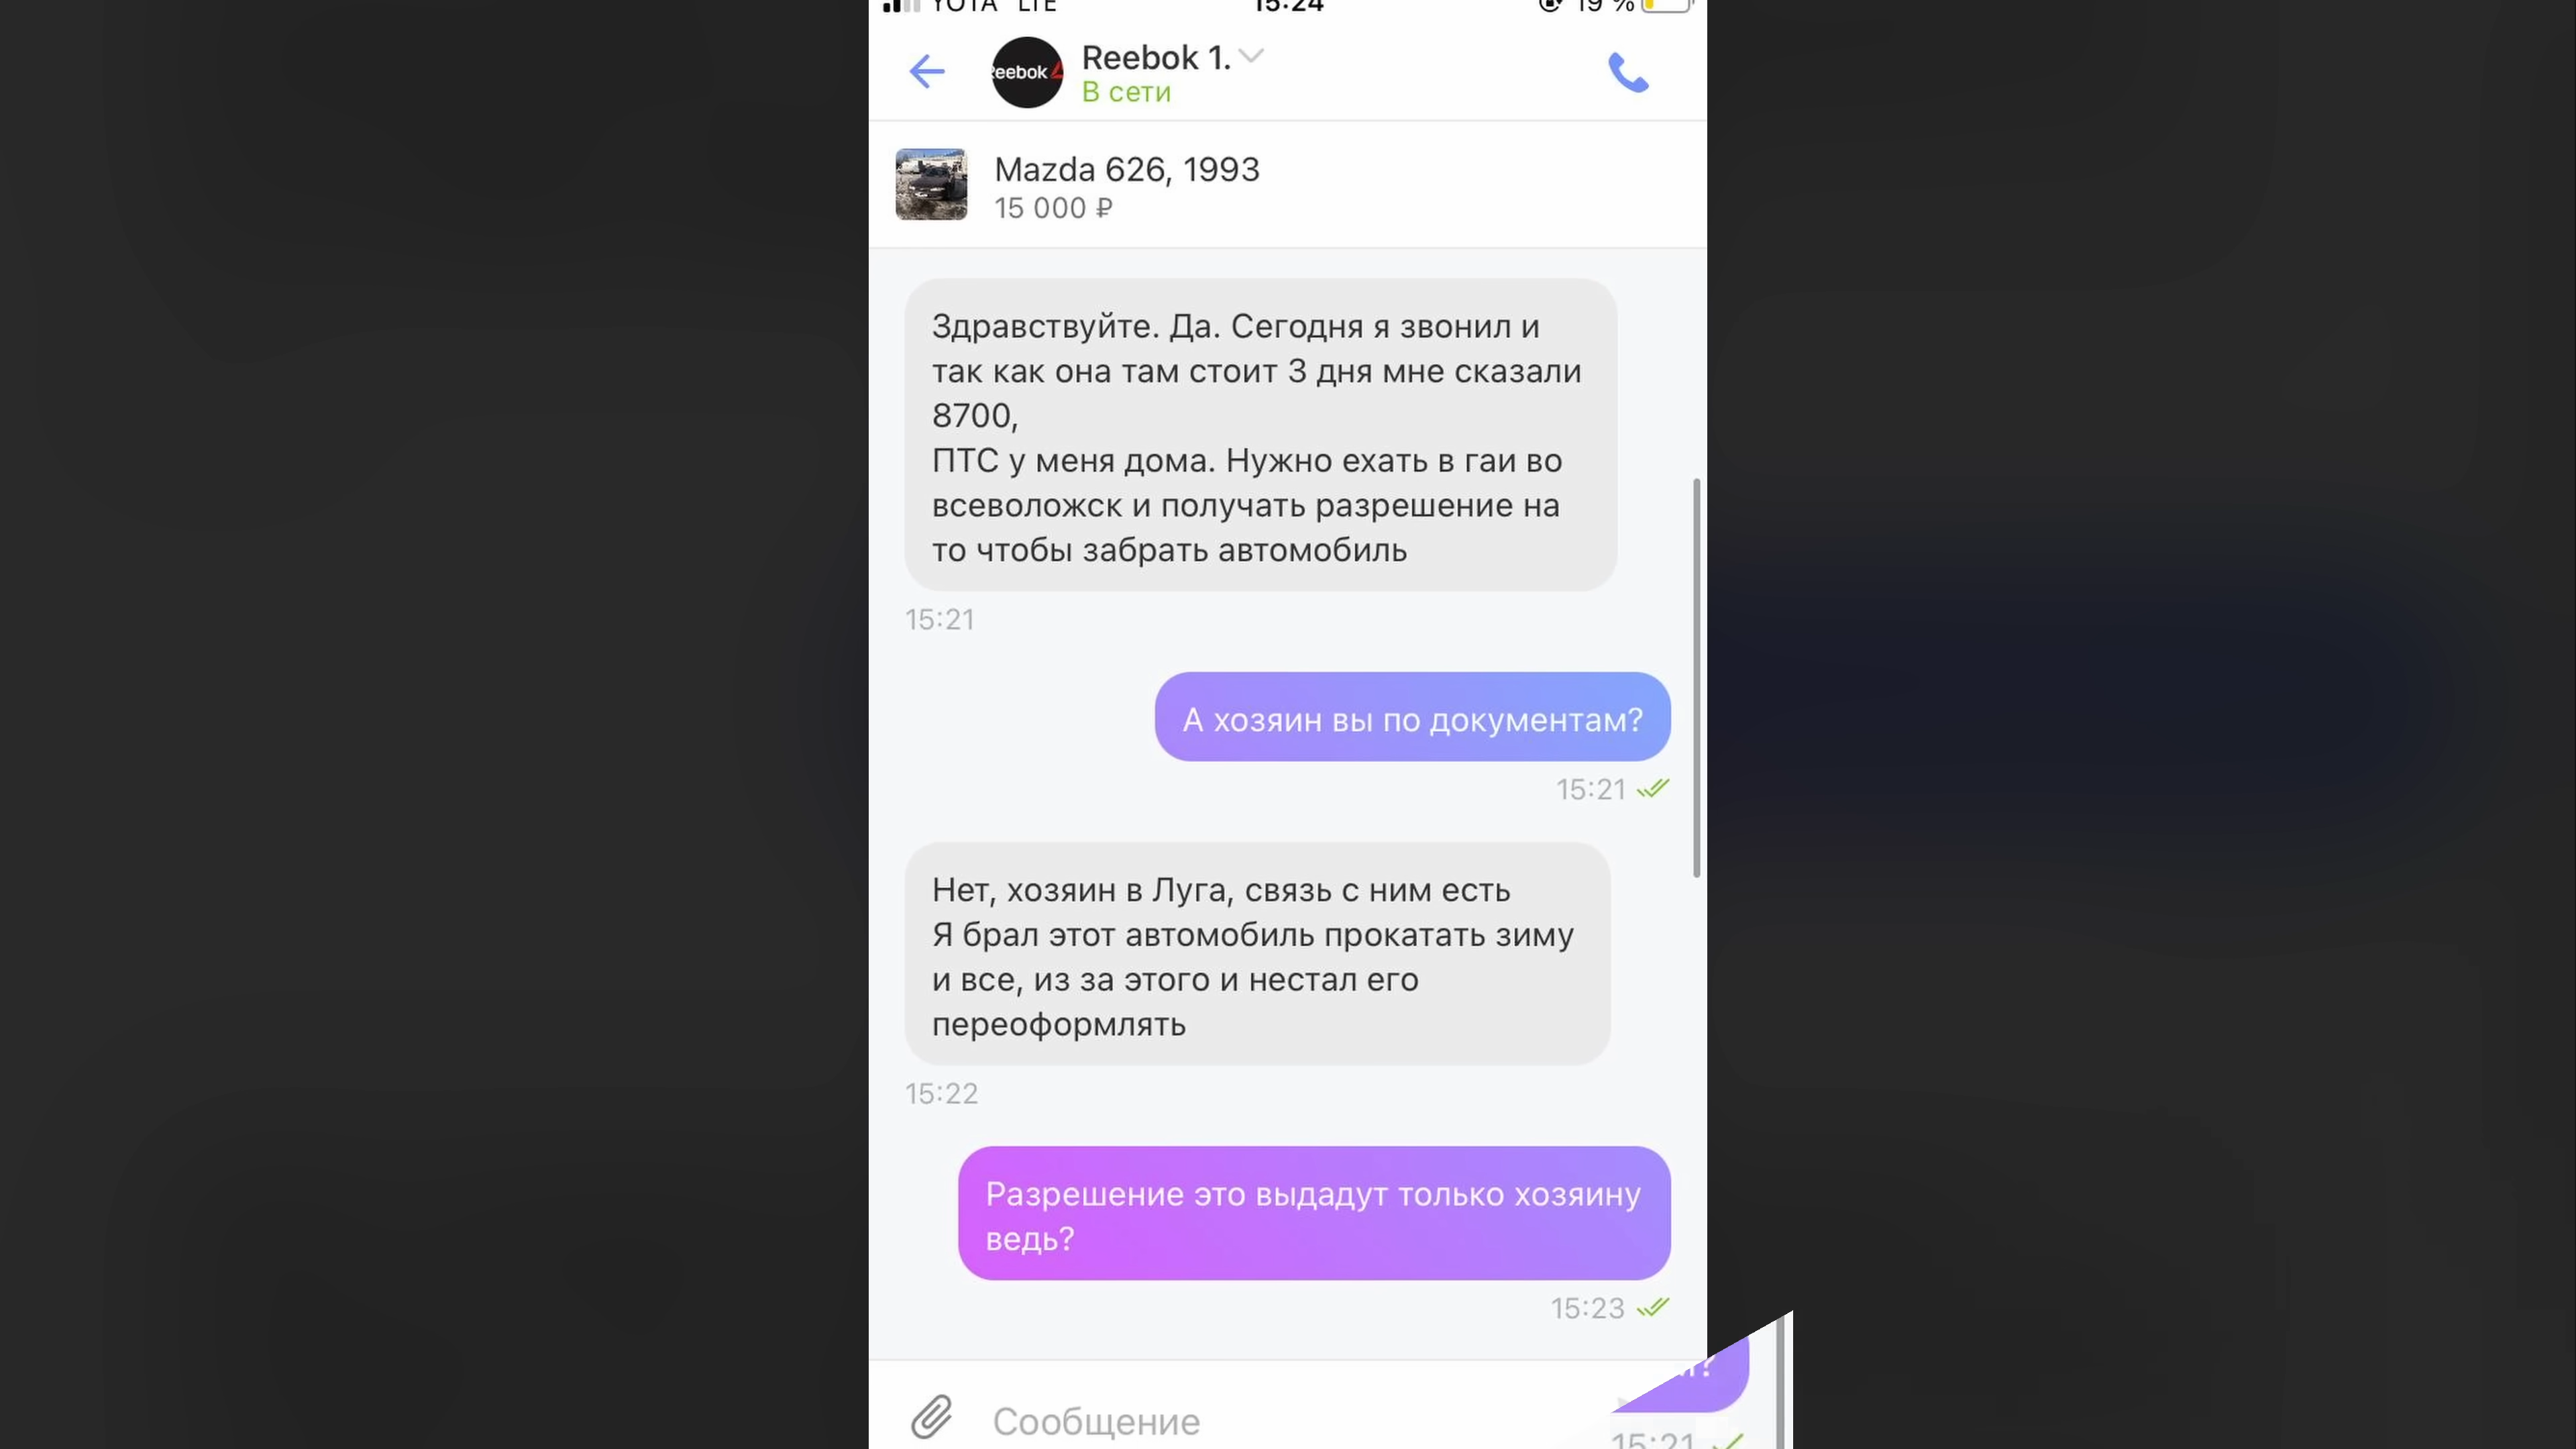 YOTA LTE
15:24
19 %
Reebok 1.
В сети
eebok
Mazda 626, 1993
15 000 ₽
Здравствуйте. Да. Сегодня я звонил и
так как она там стоит 3 дня мне сказали
8700,
ПТС у меня дома. Нужно ехать в гаи во
всеволожск и получать разрешение на
то чтобы забрать автомобиль
15:21
А хозяин вы по документам?
15:21
Нет, хозяин в Луга, связь с ним есть
Я брал этот автомобиль прокатать зиму
и все, из за этого и нестал его
переоформлять
15:22
Разрешение это выдадут только хозяину
ведь?
15:23
Сообщение
15:21